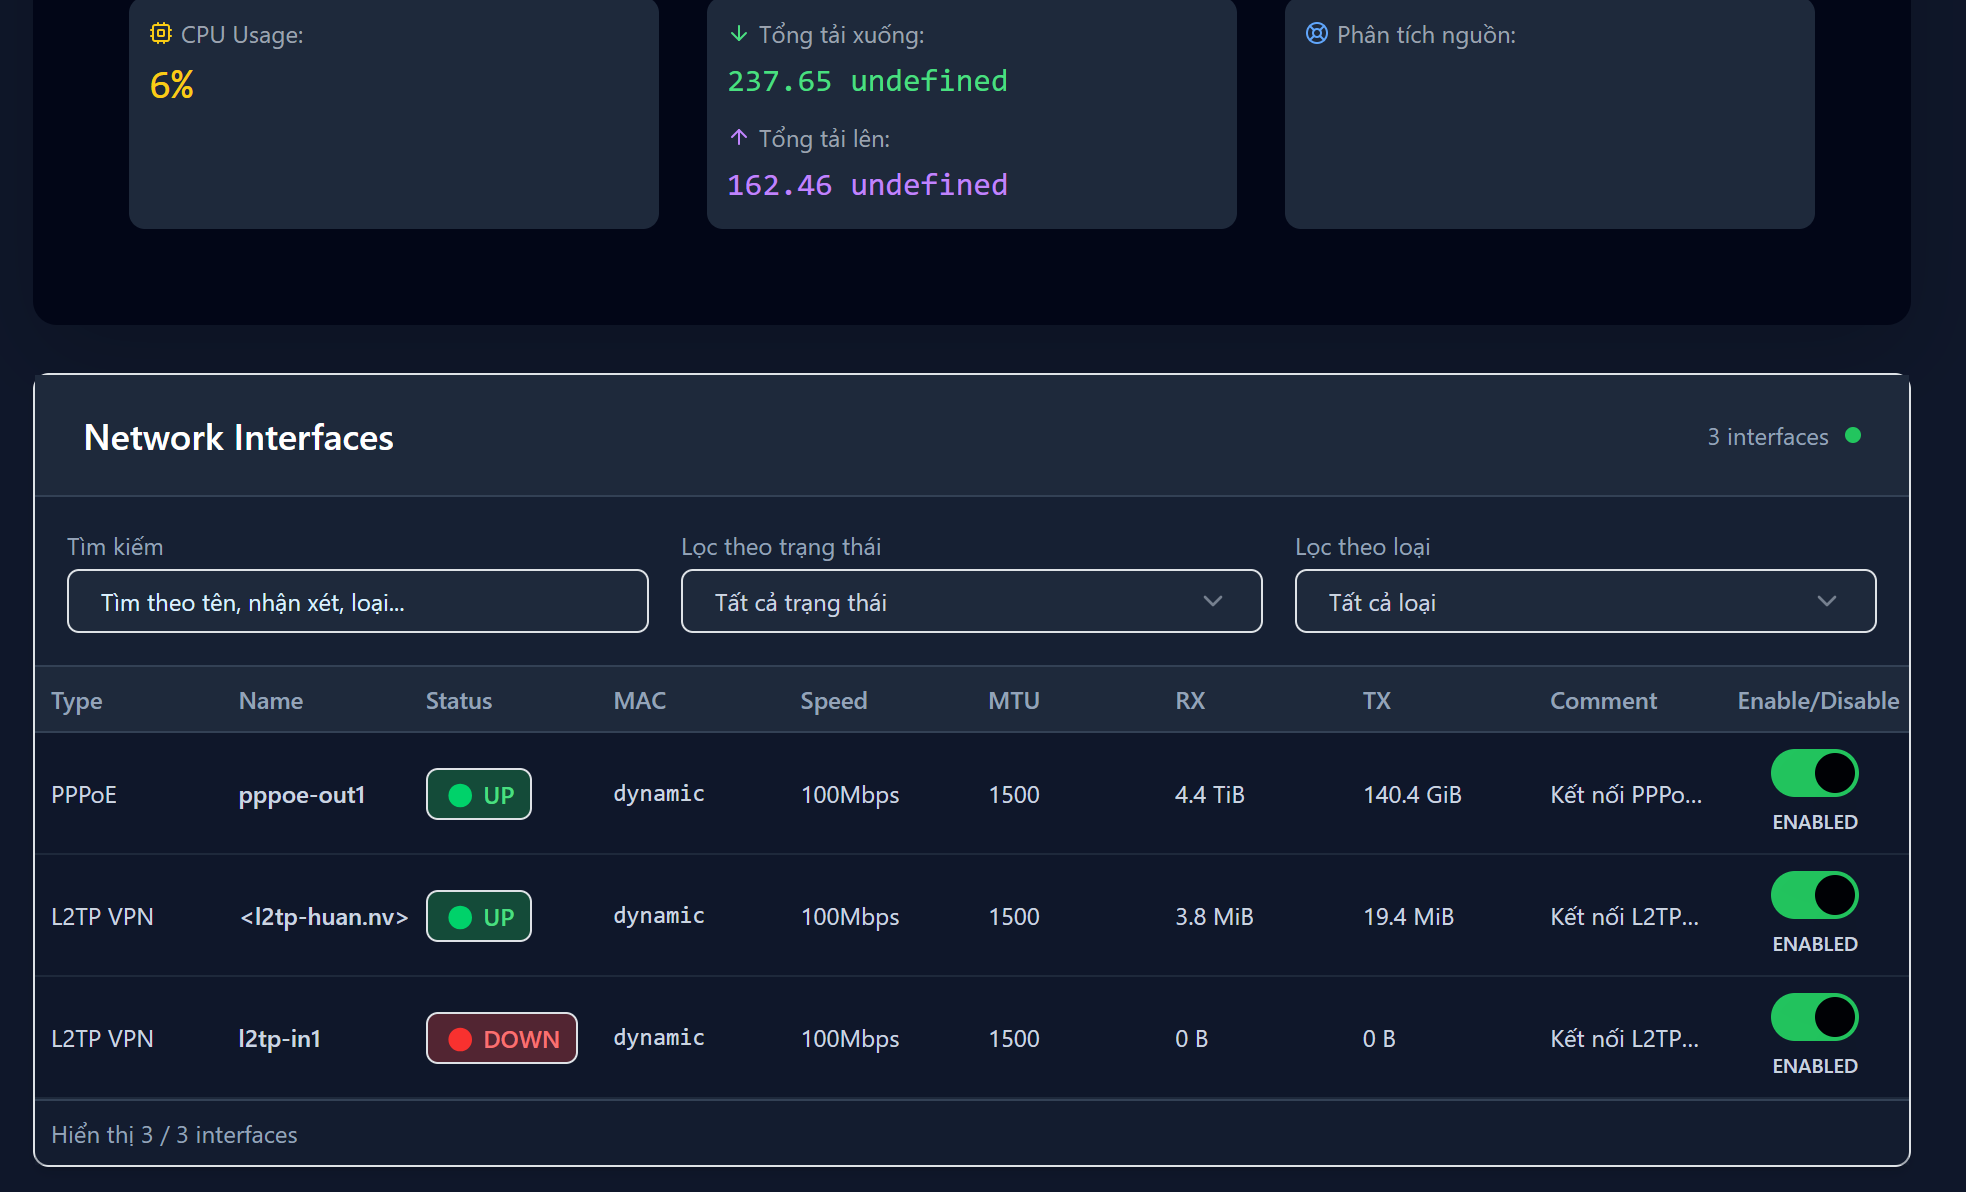 CPU Usage:
6%
Tổng tải xuống:
237.65 undefined
Tổng tải lên:
162.46 undefined
Phân tích nguồn:
Network Interfaces
3 interfaces
Tìm kiếm
Tìm theo tên, nhận xét, loại...
Lọc theo trạng thái
Tất cả trạng thái
Lọc theo loại
Tất cả loại
Type Name Status MAC Speed MTU RX TX Comment Enable/Disable
PPPoE pppoe-out1 UP dynamic 100Mbps 1500 4.4 TiB 140.4 GiB Kết nối PPPo... ENABLED
L2TP VPN <l2tp-huan.nv> UP dynamic 100Mbps 1500 3.8 MiB 19.4 MiB Kết nối L2TP... ENABLED
L2TP VPN l2tp-in1 DOWN dynamic 100Mbps 1500 0 B 0 B Kết nối L2TP... ENABLED
Hiển thị 3 / 3 interfaces